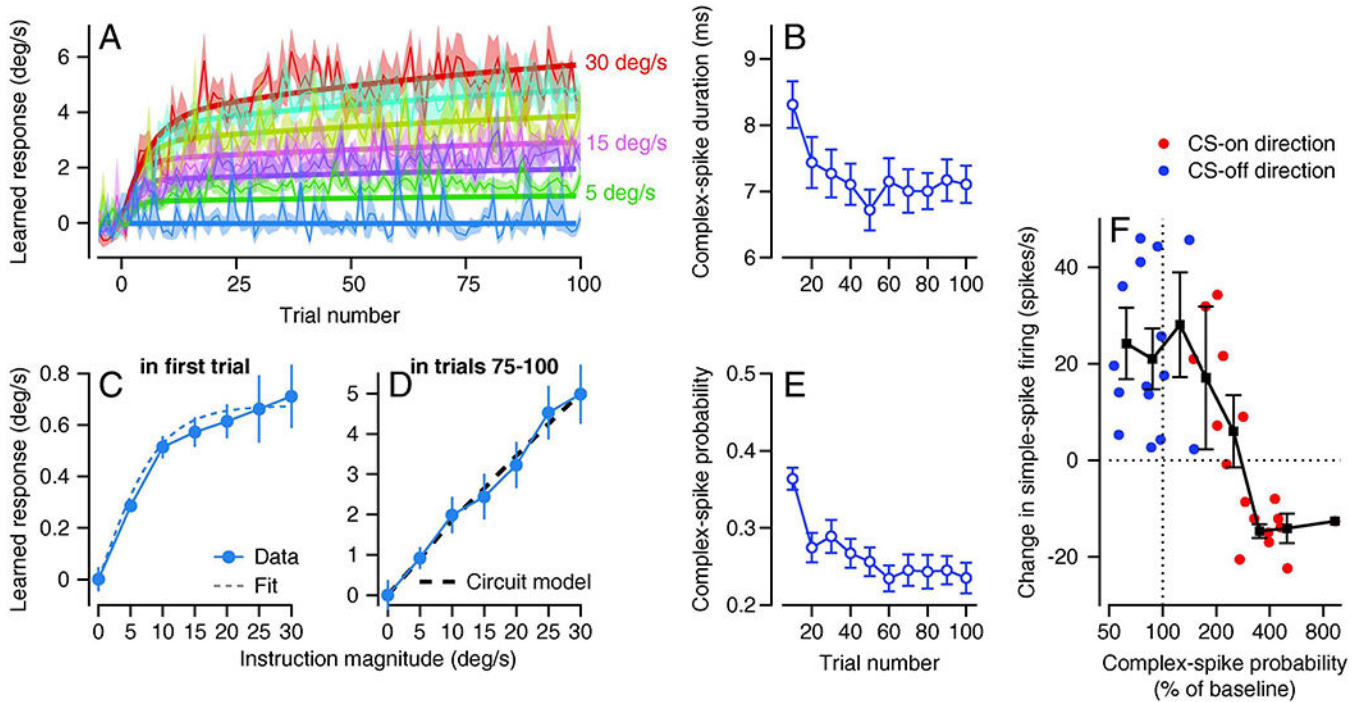 A
Learned response (deg/s)
6
4
2
0
30 deg/s
15 deg/s
5 deg/s
0
25
50
75
100
Trial number
B
Complex-spike duration (ms)
9
8
7
6
20
40
60
80
100
CS-on direction
CS-off direction
C
in first trial
Learned response (deg/s)
0.8
0.6
0.4
0.2
0
Data
Fit
0
5
10
15
20
25
30
D
in trials 75-100
5
4
3
2
1
0
Circuit model
0
5
10
15
20
25
30
Instruction magnitude (deg/s)
E
Complex-spike probability
0.5
0.4
0.3
0.2
20
40
60
80
100
Trial number
F
Change in simple-spike firing (spikes/s)
40
20
0
-20
50
100
200
400
800
Complex-spike probability
(% of baseline)